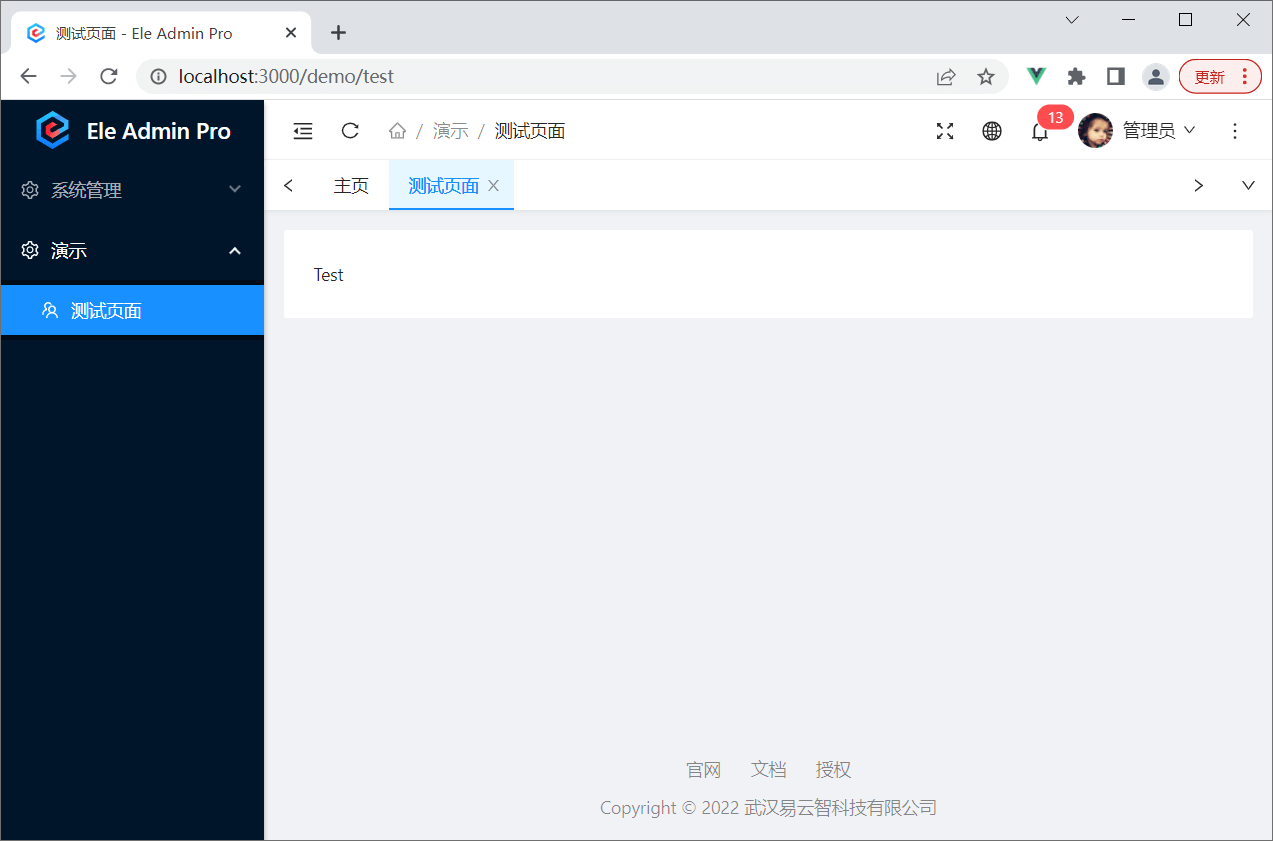 测试页面 - Ele Admin Pro
localhost:3000/demo/test
更新
Ele Admin Pro
/ 演示 / 测试页面
13
管理员
系统管理
主页
测试页面
演示
测试页面
Test
官网 文档 授权
Copyright © 2022 武汉易云智科技有限公司